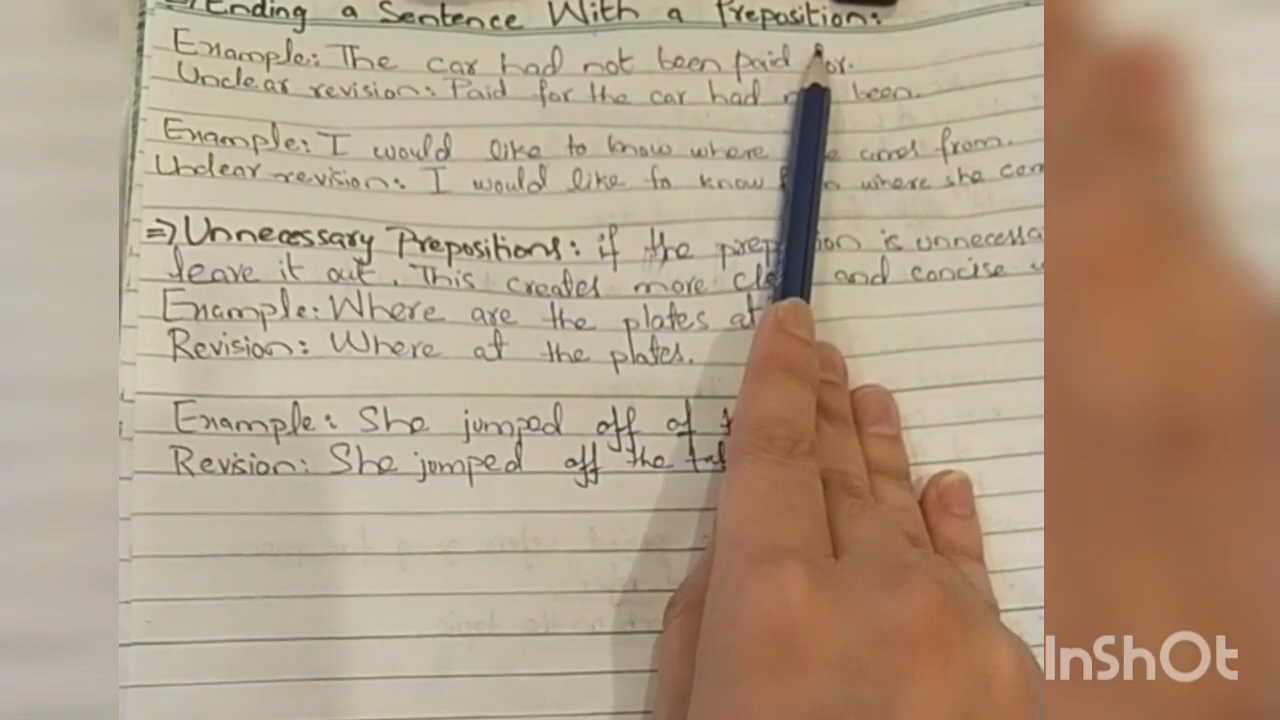 => Ending a Sentence With a Preposition:
Example: The car had not been paid for.
Unclear revision: Paid for the car had been.
Example: I would like to know where comes from.
Unclear revision: I would like to know where she
=> Unnecessary Prepositions: if the is
leave it out. This creates more and concise
Example: Where are the plates at
Revision: Where at the plates.
Example: She jumped off of
Revision: She jumped off the
InShOt